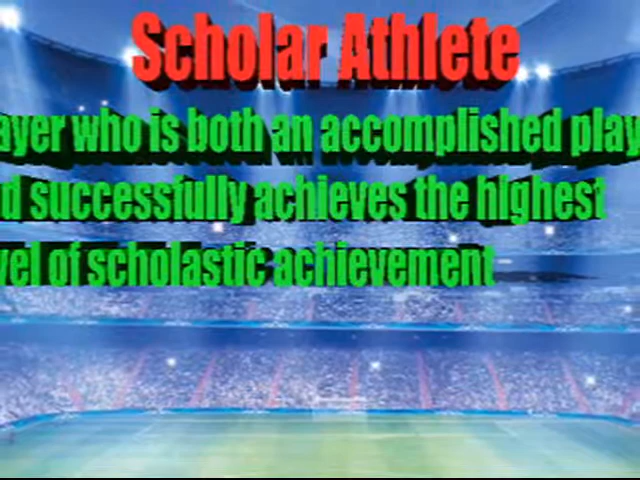 Scholar Athlete
ayer who is both an accomplished play
d successfully achieves the highest
vel of scholastic achievement